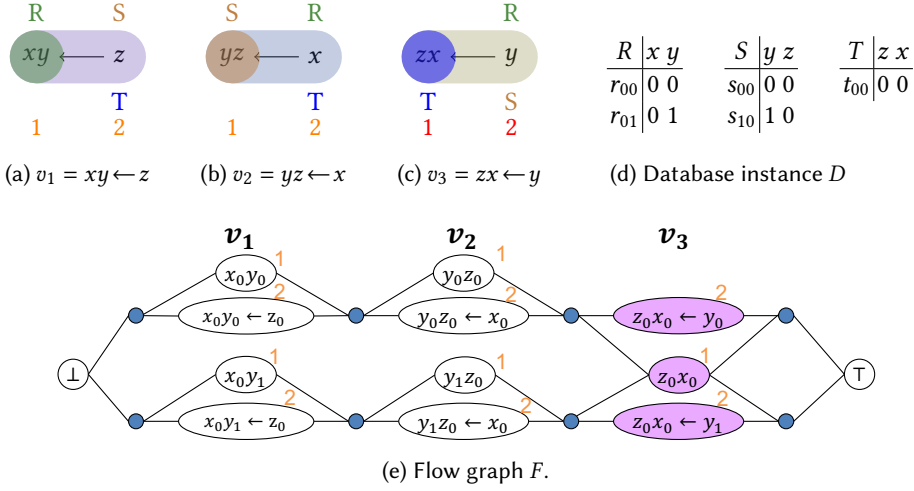 R S
xy ← z
T
1 2
(a) v₁ = xy ← z
S R
yz ← x
T
1 2
(b) v₂ = yz ← x
R
zx ← y
T S
1 2
(c) v₃ = zx ← y
R x y
r₀₀ 0 0
r₀₁ 0 1
S y z
s₀₀ 0 0
s₁₀ 1 0
T z x
t₀₀ 0 0
(d) Database instance D
v₁ v₂ v₃
x₀y₀ 1 y₀z₀ 1
x₀y₀ ← z₀ 2 y₀z₀ ← x₀ 2 z₀x₀ ← y₀ 2
⊥ x₀y₁ 1 y₁z₀ 1 z₀x₀ 1 ⊤
x₀y₁ ← z₀ 2 y₁z₀ ← x₀ 2 z₀x₀ ← y₁ 2
(e) Flow graph F.